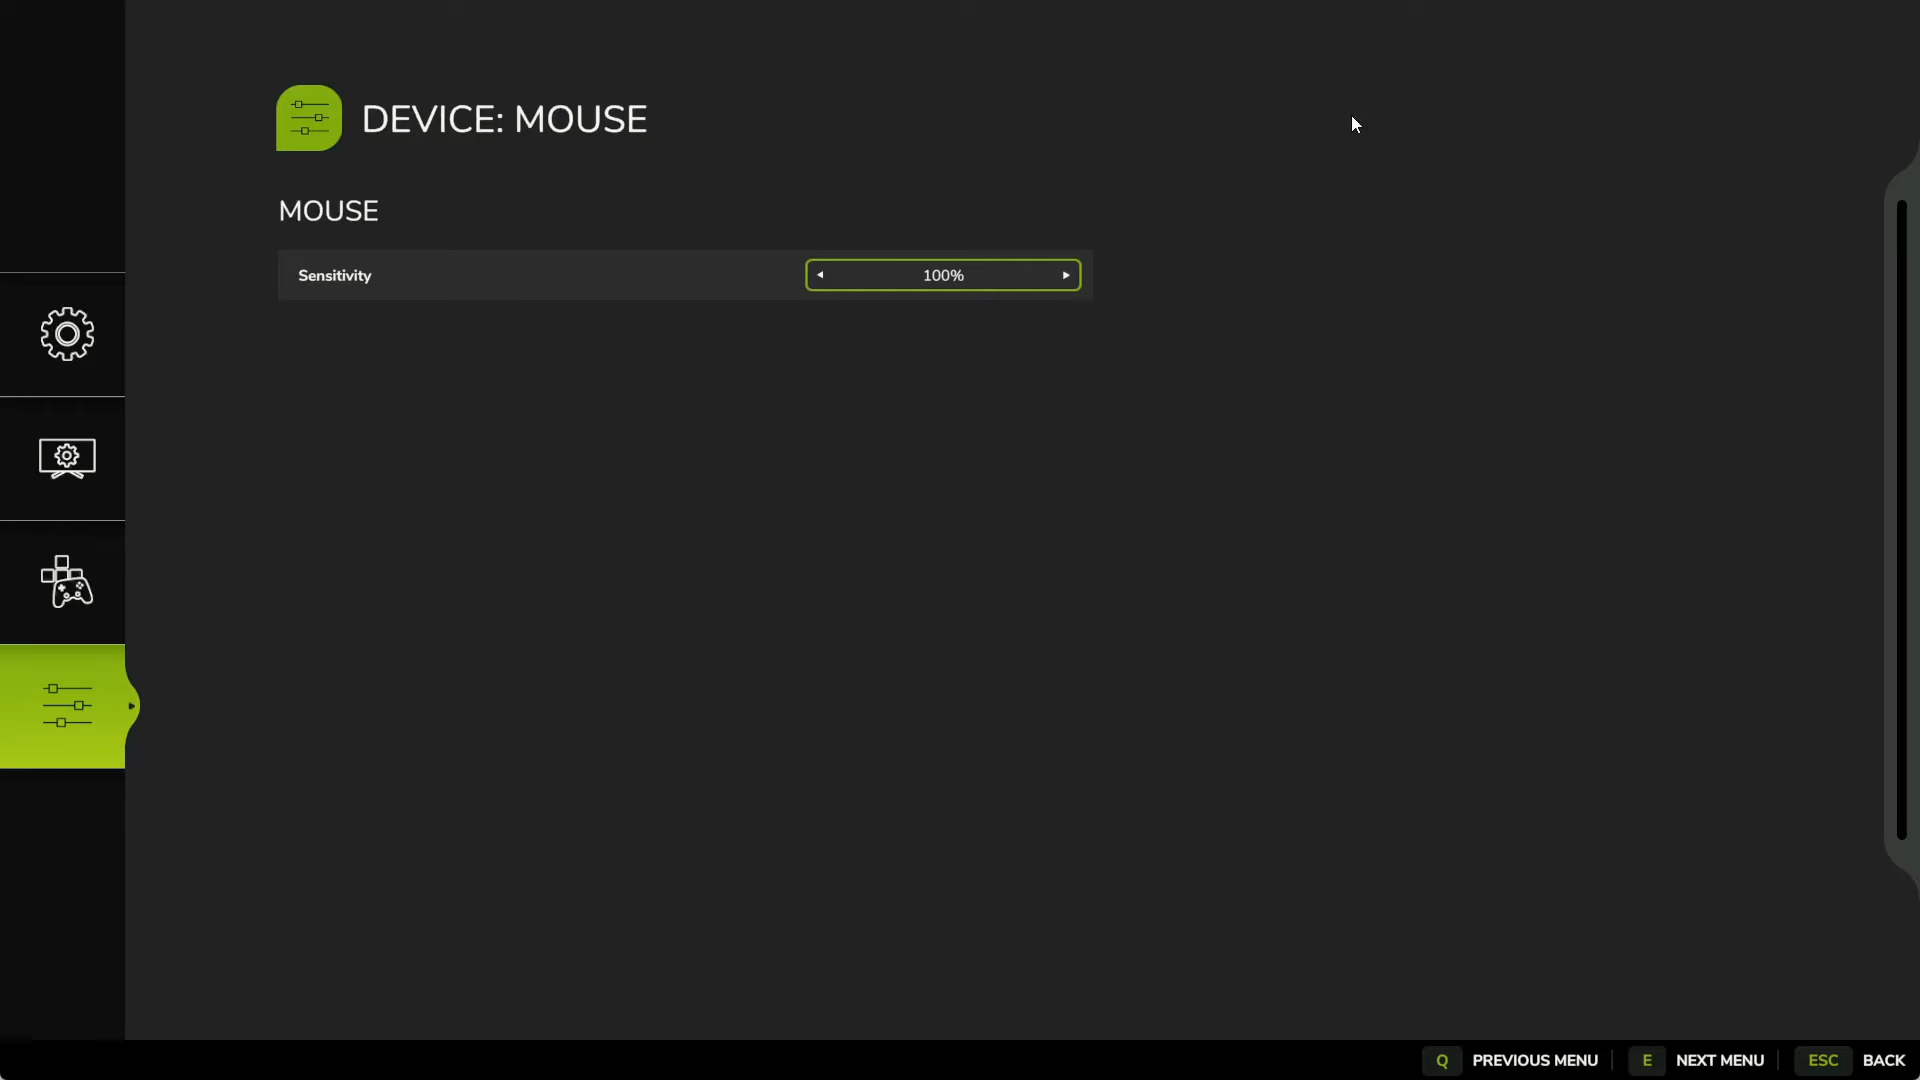 DEVICE: MOUSE
MOUSE
Sensitivity 100%
Q PREVIOUS MENU E NEXT MENU ESC BACK